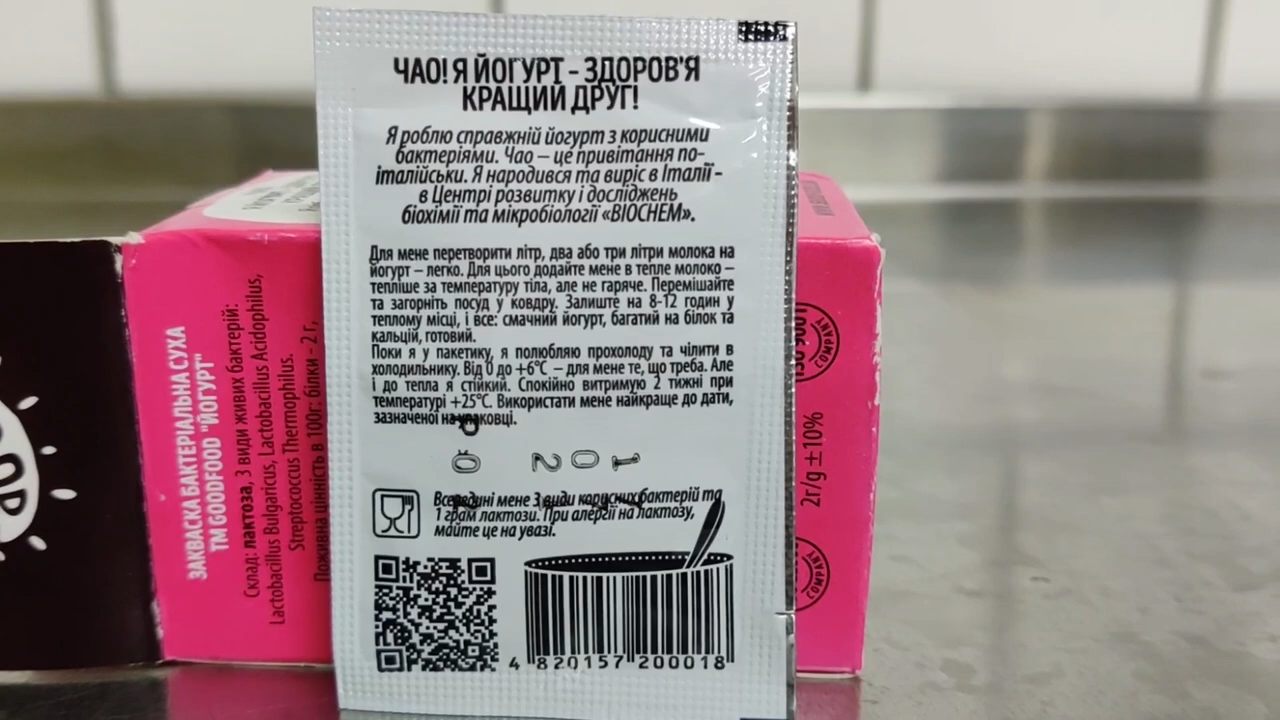 ЧАО! Я ЙОГУРТ - ЗДОРОВ'Я
КРАЩИЙ ДРУГ!
Я роблю справжній йогурт з корисними
бактеріями. Чао – це привітання по-
італійськи. Я народився та виріс в Італії –
в Центрі розвитку і досліджень
біохімії та мікробіології «BIOCHEM».
Для мене перетворити літр, два або три літри молока на
йогурт – легко. Для цього додайте мене в тепле молоко –
тепліше за температуру тіла, але не гаряче. Перемішайте
та загорніть посуд у ковдру. Залиште на 8-12 годин у
теплому місці, і все: смачний йогурт, багатий на білок та
кальцій, готовий.
Поки я у пакетику, я полюбляю прохолоду та чілити в
холодильнику. Від 0 до +6°C – для мене те, що треба. Але
і до тепла я стійкий. Спокійно витримую 2 тижні при
температурі +25°C. Використати мене найкраще до дати,
зазначеної на упаковці.
Всередині мене 3 види корисних бактерій та
1 грам лактози. При алергії на лактозу,
майте це на увазі.
4 820157 200018
ЗАКВАСКА БАКТЕРІАЛЬНА СУХА
ТМ GOODFOOD "ЙОГУРТ"
Склад: лактоза, 3 види живих бактерій:
Lactobacillus Bulgaricus, Lactobacillus Acidophilus,
Streptococcus Thermophilus.
Поживна цінність в 100г: білки - 2 г,
ISO 9001
COMPANY
2г/g ±10%
COMPANY